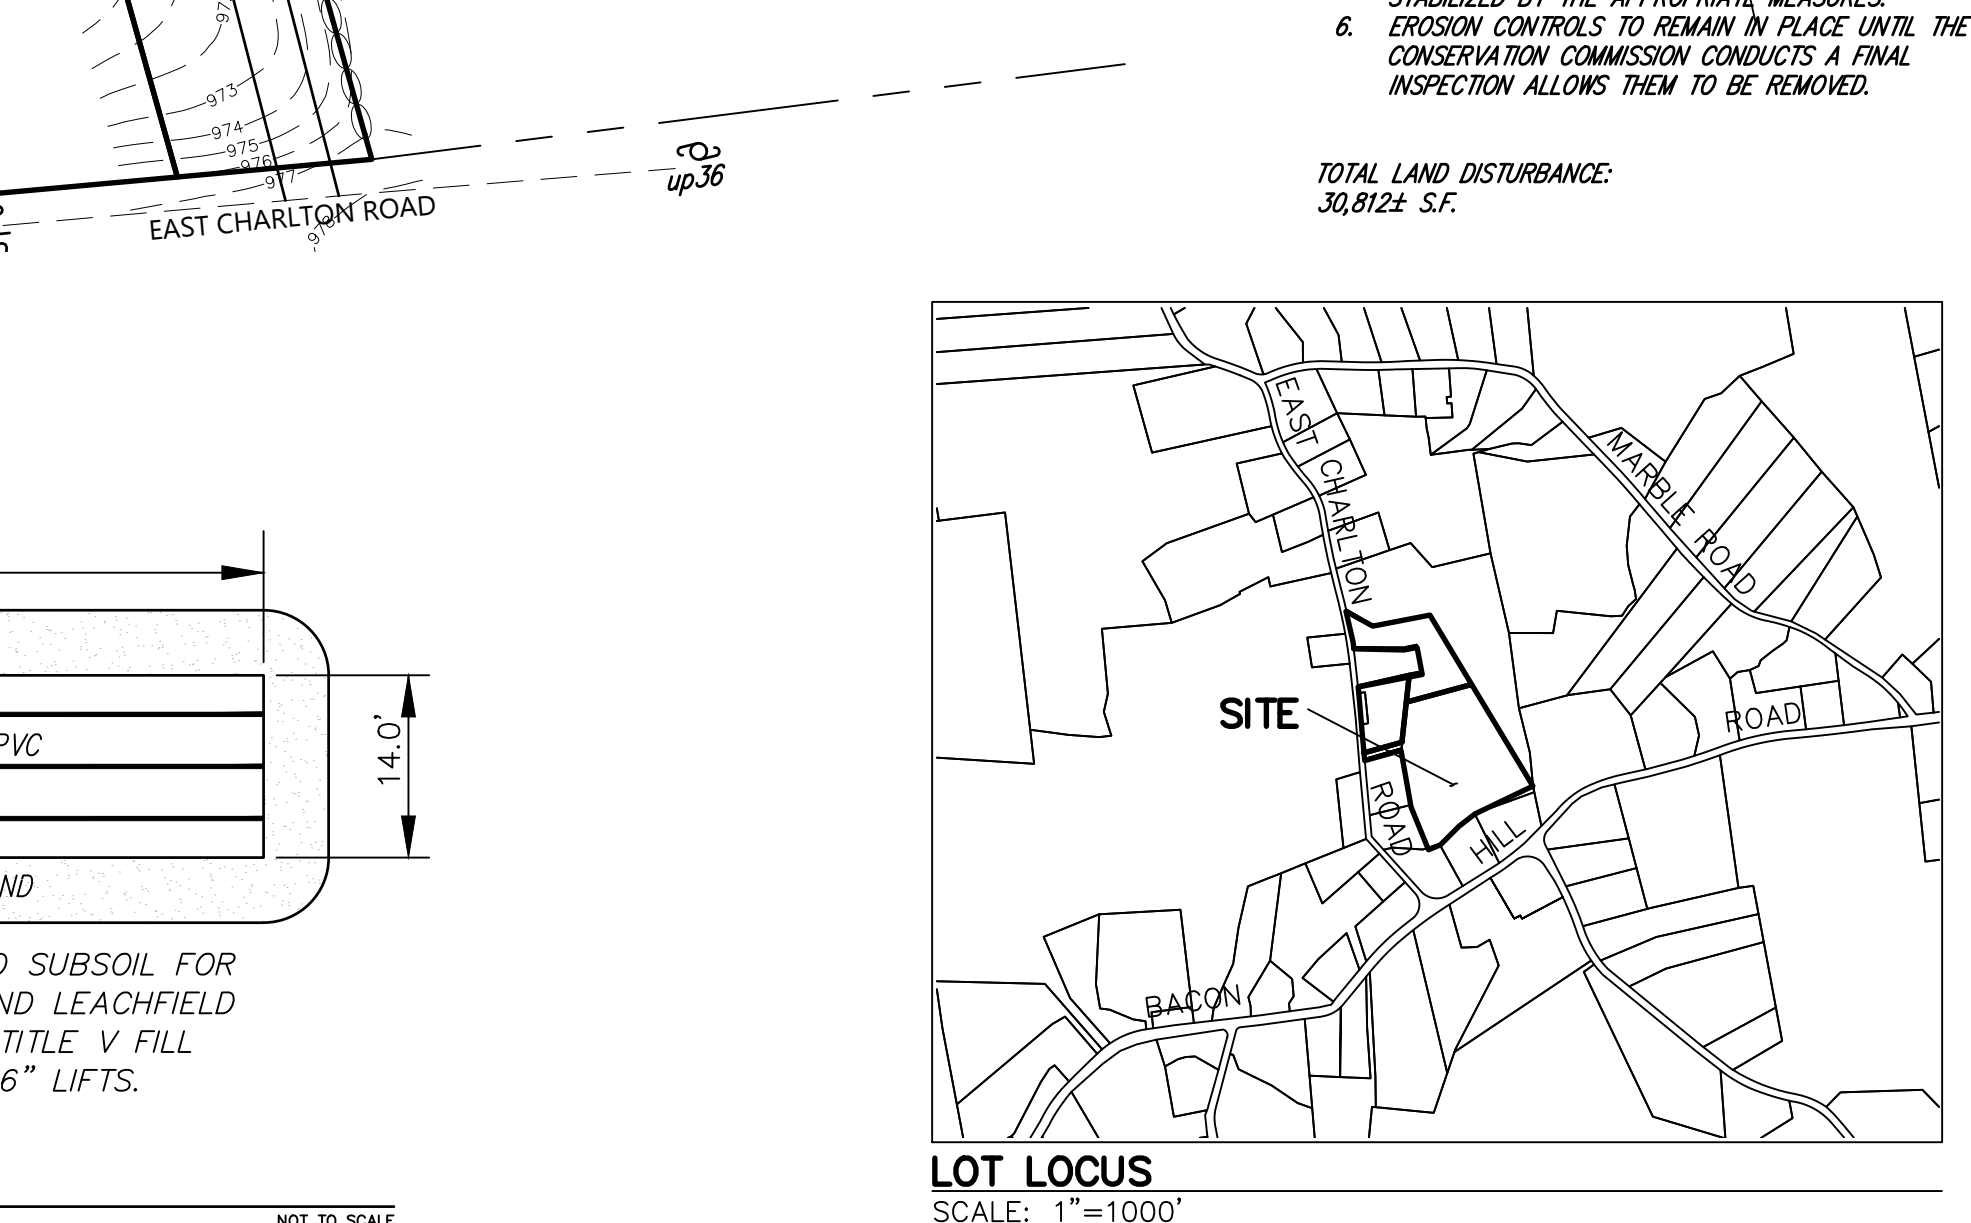 STABILIZED BY THE APPROPRIATE MEASURES.
6. EROSION CONTROLS TO REMAIN IN PLACE UNTIL THE
CONSERVATION COMMISSION CONDUCTS A FINAL
INSPECTION ALLOWS THEM TO BE REMOVED.
973
974
975
976
977
978
up36
EAST CHARLTON ROAD
TOTAL LAND DISTURBANCE:
30,812± S.F.
EAST CHARLTON ROAD
MARBLE ROAD
SITE
BACON HILL ROAD
PVC
14.0'
SUBSOIL FOR
LEACHFIELD
TITLE V FILL
6" LIFTS.
NOT TO SCALE
LOT LOCUS
SCALE: 1"=1000'